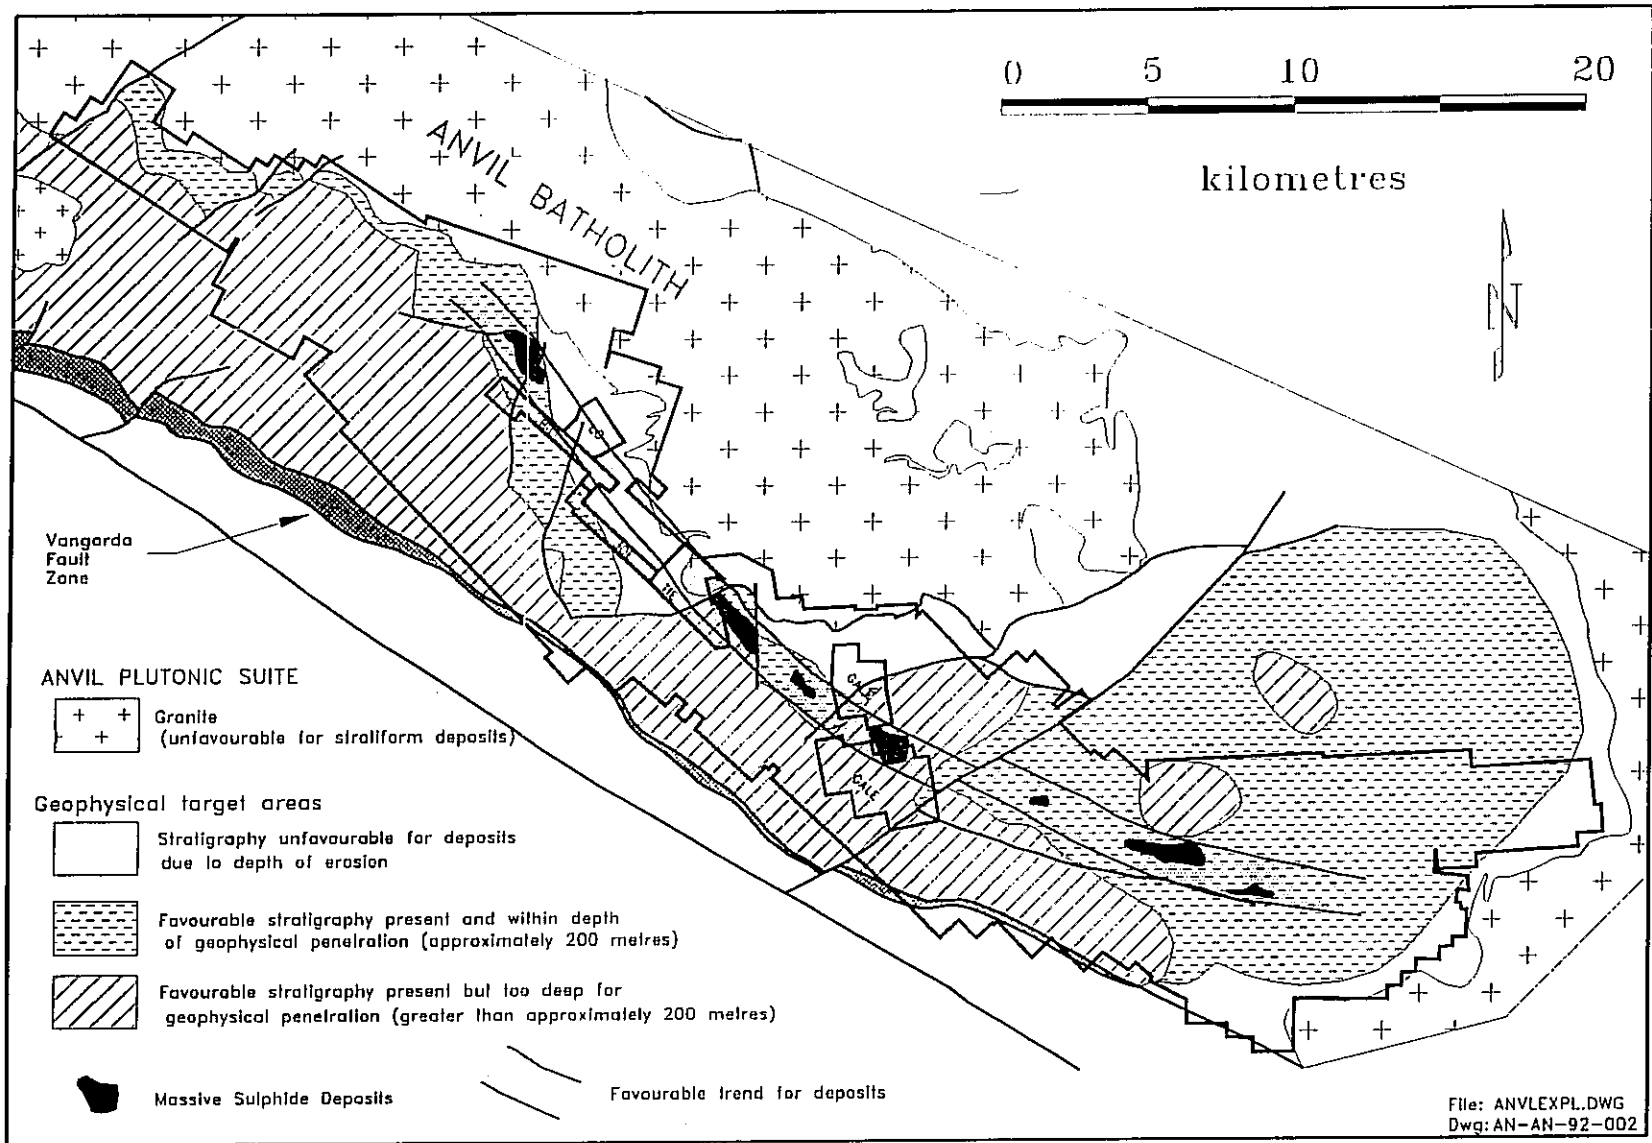 0 5 10 20
kilometres
N
ANVIL BATHOLITH
Vangorda
Fault
Zone
GALE
GALE
ANVIL PLUTONIC SUITE
Granite
(unfavourable for stratiform deposits)
Geophysical target areas
Stratigraphy unfavourable for deposits
due to depth of erosion
Favourable stratigraphy present and within depth
of geophysical penetration (approximately 200 metres)
Favourable stratigraphy present but too deep for
geophysical penetration (greater than approximately 200 metres)
Massive Sulphide Deposits
Favourable trend for deposits
File: ANVLEXPL.DWG
Dwg: AN-AN-92-002